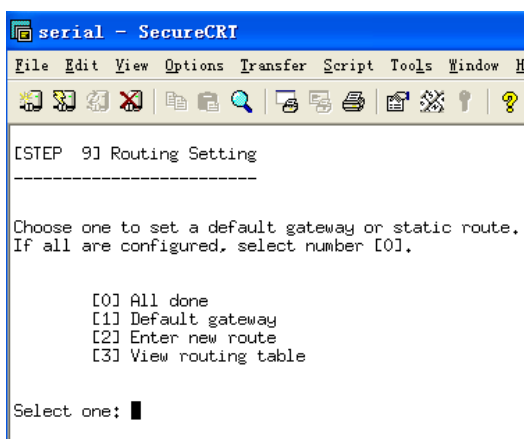 serial - SecureCRT
File Edit View Options Transfer Script Tools Window H
[STEP  9] Routing Setting
-------------------------
Choose one to set a default gateway or static route.
If all are configured, select number [0].
[0] All done
[1] Default gateway
[2] Enter new route
[3] View routing table
Select one: